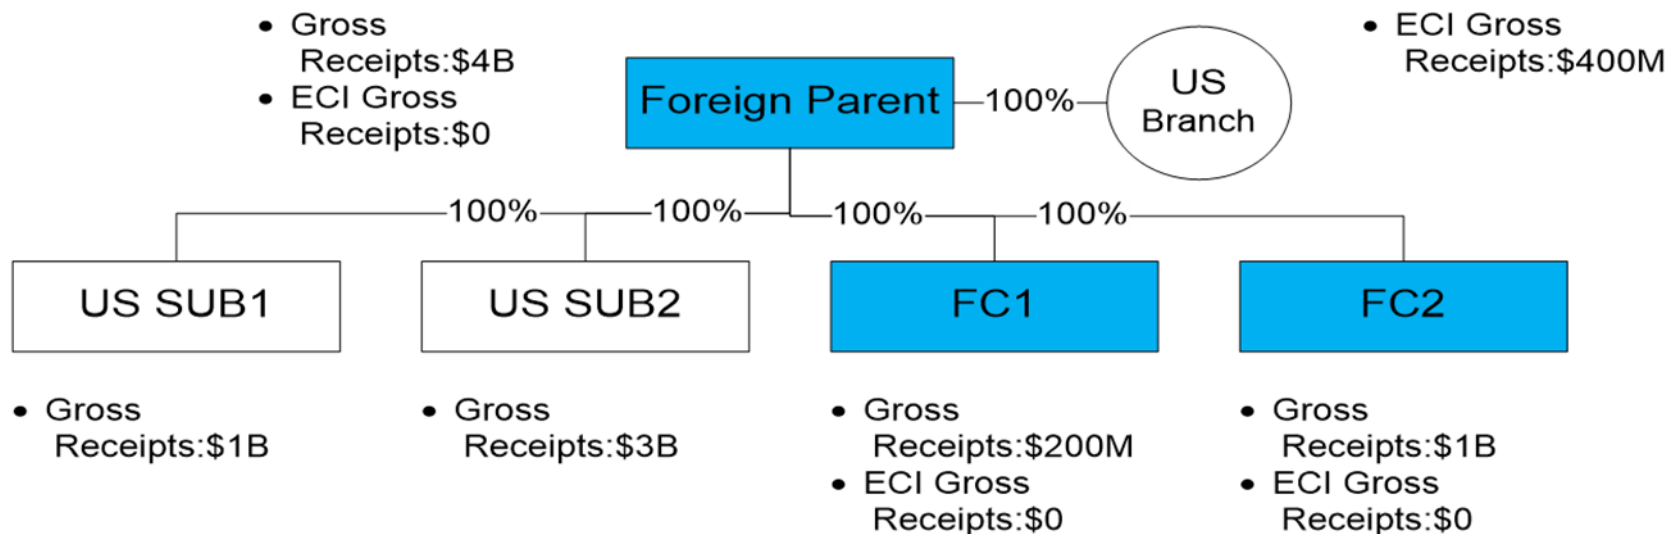 • Gross
Receipts:$4B
• ECI Gross
Receipts:$0
Foreign Parent
100%
US
Branch
• ECI Gross
Receipts:$400M
100%
100%
100%
100%
US SUB1
US SUB2
FC1
FC2
• Gross
Receipts:$1B
• Gross
Receipts:$3B
• Gross
Receipts:$200M
• ECI Gross
Receipts:$0
• Gross
Receipts:$1B
• ECI Gross
Receipts:$0